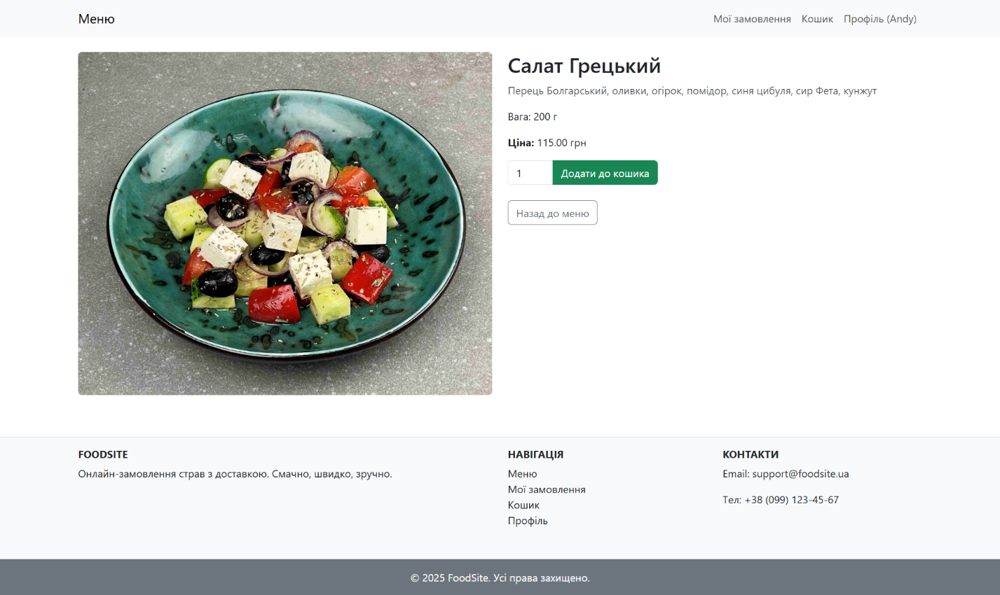 Меню
Мої замовлення Кошик Профіль (Andy)
Салат Грецький
Перець Болгарський, оливки, огірок, помідор, синя цибуля, сир Фета, кунжут
Вага: 200 г
Ціна: 115.00 грн
1 Додати до кошика
Назад до меню
FOODSITE
Онлайн-замовлення страв з доставкою. Смачно, швидко, зручно.
НАВІГАЦІЯ
Меню
Мої замовлення
Кошик
Профіль
КОНТАКТИ
Email: support@foodsite.ua
Тел: +38 (099) 123-45-67
© 2025 FoodSite. Усі права захищено.